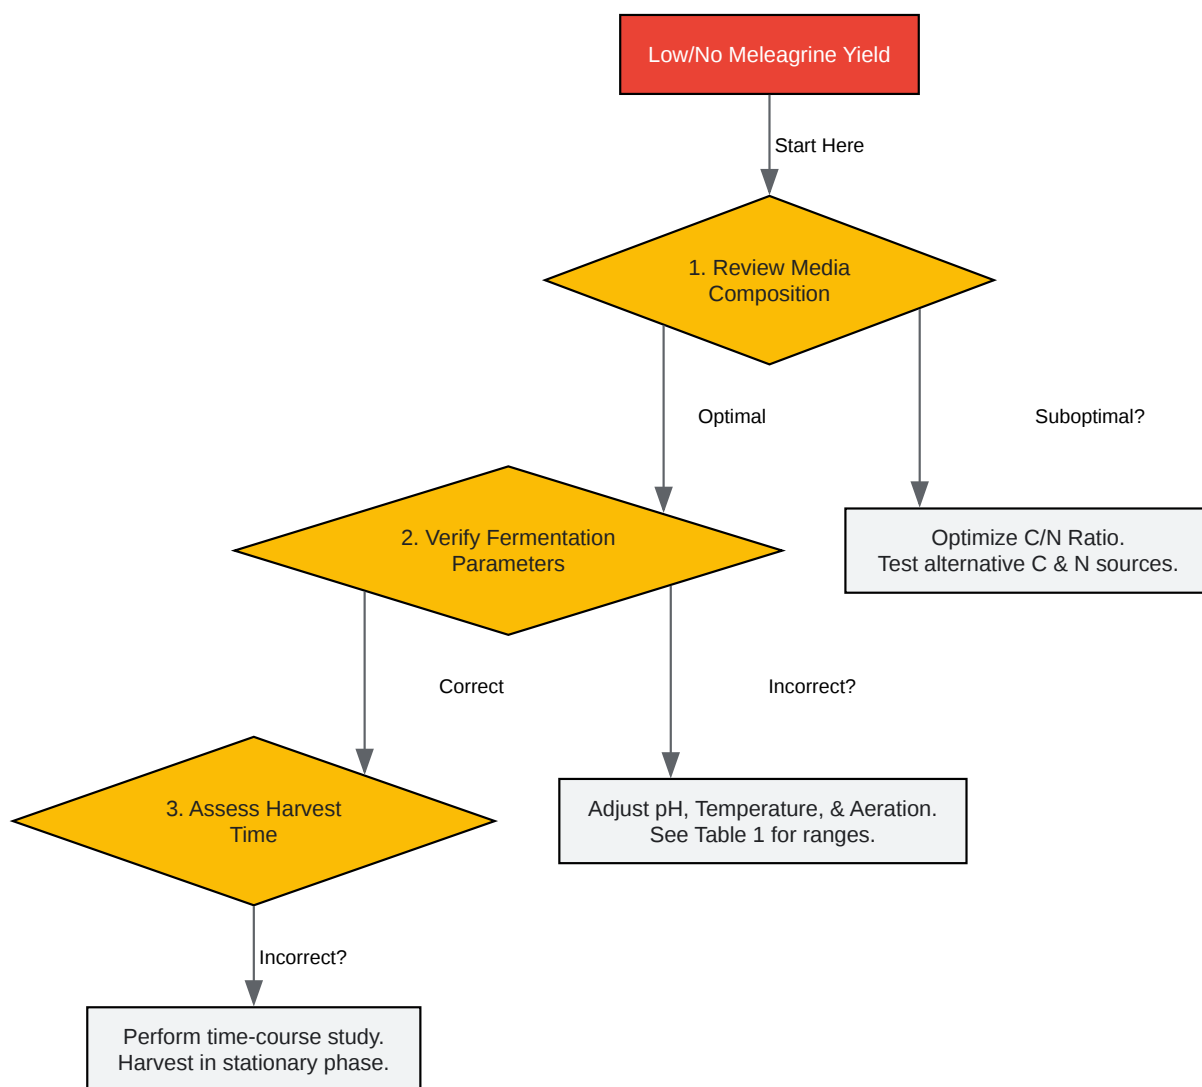 Low/No Meleagrine Yield
Start Here
1. Review Media
Composition
Optimal
Suboptimal?
2. Verify Fermentation
Parameters
Optimize C/N Ratio.
Test alternative C & N sources.
Correct
Incorrect?
3. Assess Harvest
Time
Adjust pH, Temperature, & Aeration.
See Table 1 for ranges.
Incorrect?
Perform time-course study.
Harvest in stationary phase.